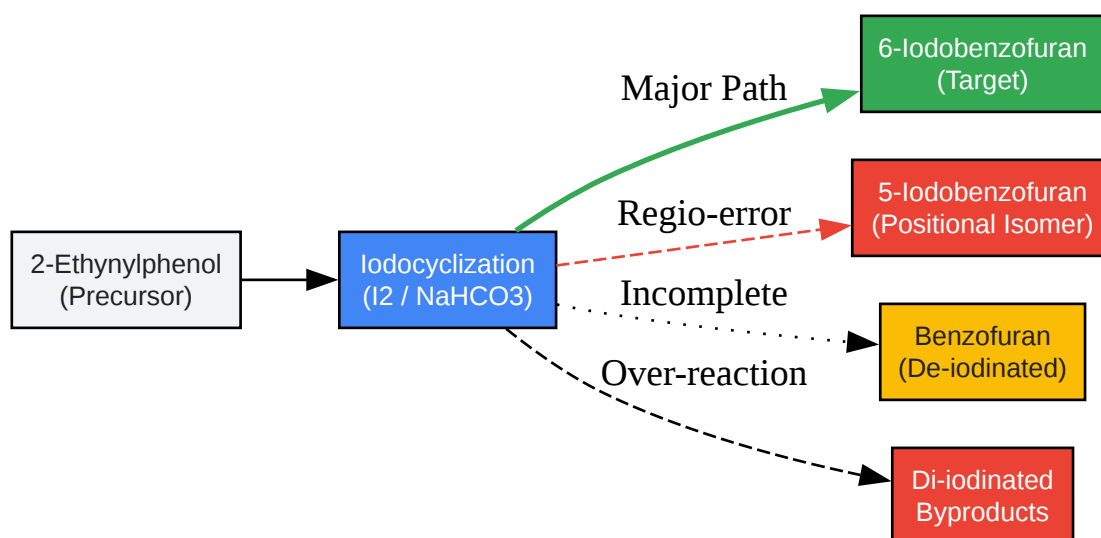 2-Ethynylphenol
(Precursor)
Iodocyclization
(I2 / NaHCO3)
Major Path
6-Iodobenzofuran
(Target)
Regio-error
5-Iodobenzofuran
(Positional Isomer)
Incomplete
Benzofuran
(De-iodinated)
Over-reaction
Di-iodinated
Byproducts